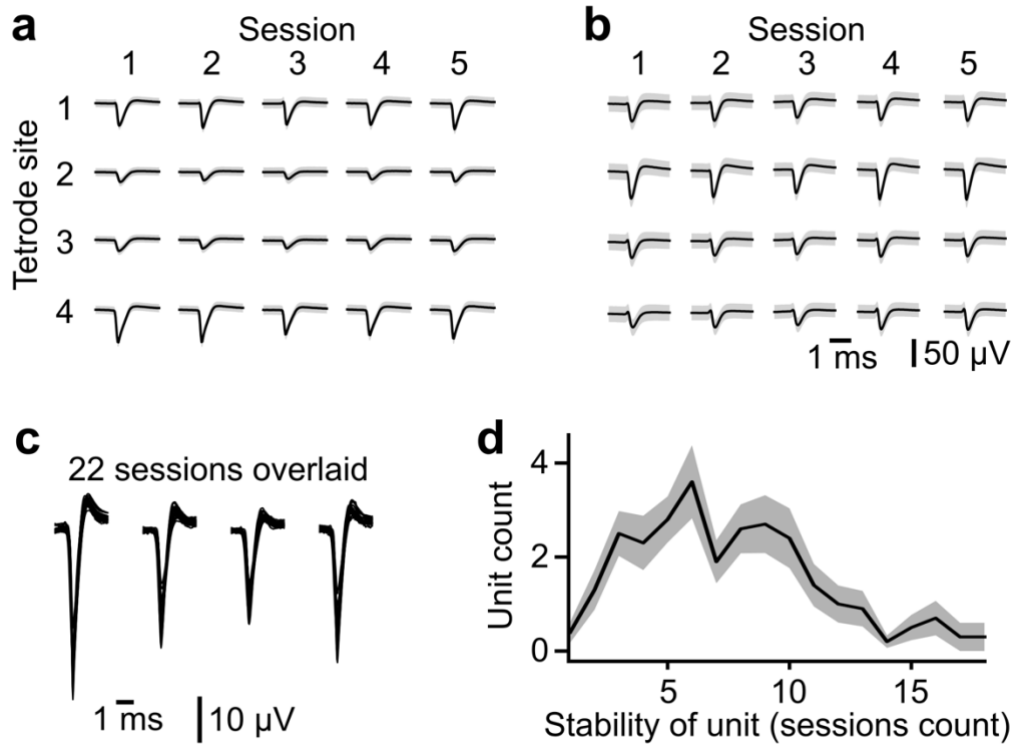 a
Session
1 2 3 4 5
Tetrode site
1
2
3
4
b
Session
1 2 3 4 5
1 ms
50 µV
c
22 sessions overlaid
1 ms
10 µV
d
Unit count
4
2
0
5 10 15
Stability of unit (sessions count)